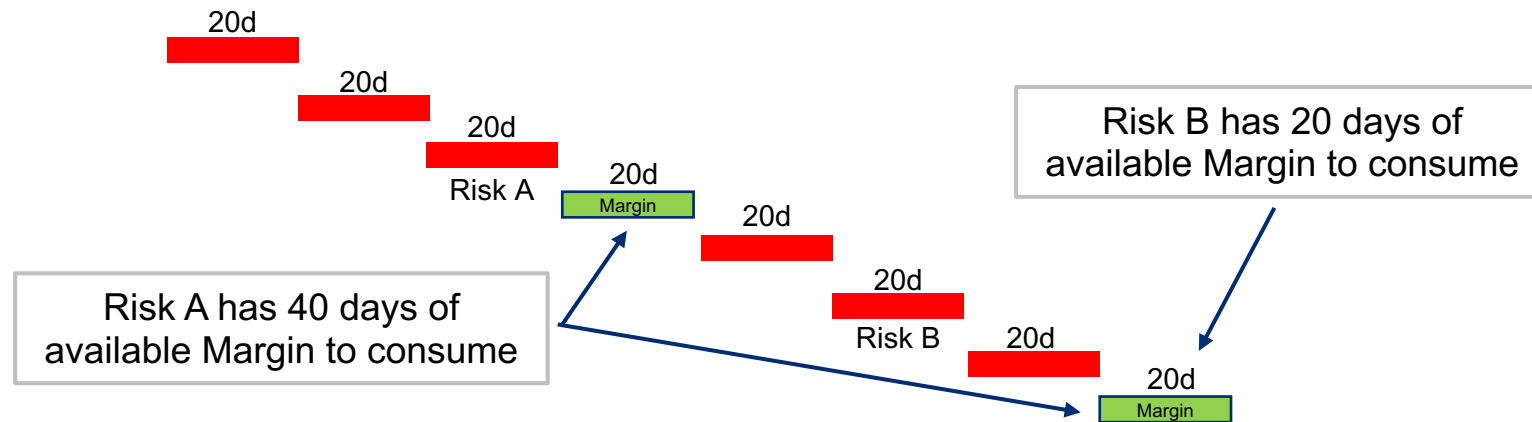 20d
20d
20d
Risk A
20d
Margin
20d
20d
Risk B
20d
20d
Margin
Risk B has 20 days of
available Margin to consume
Risk A has 40 days of
available Margin to consume